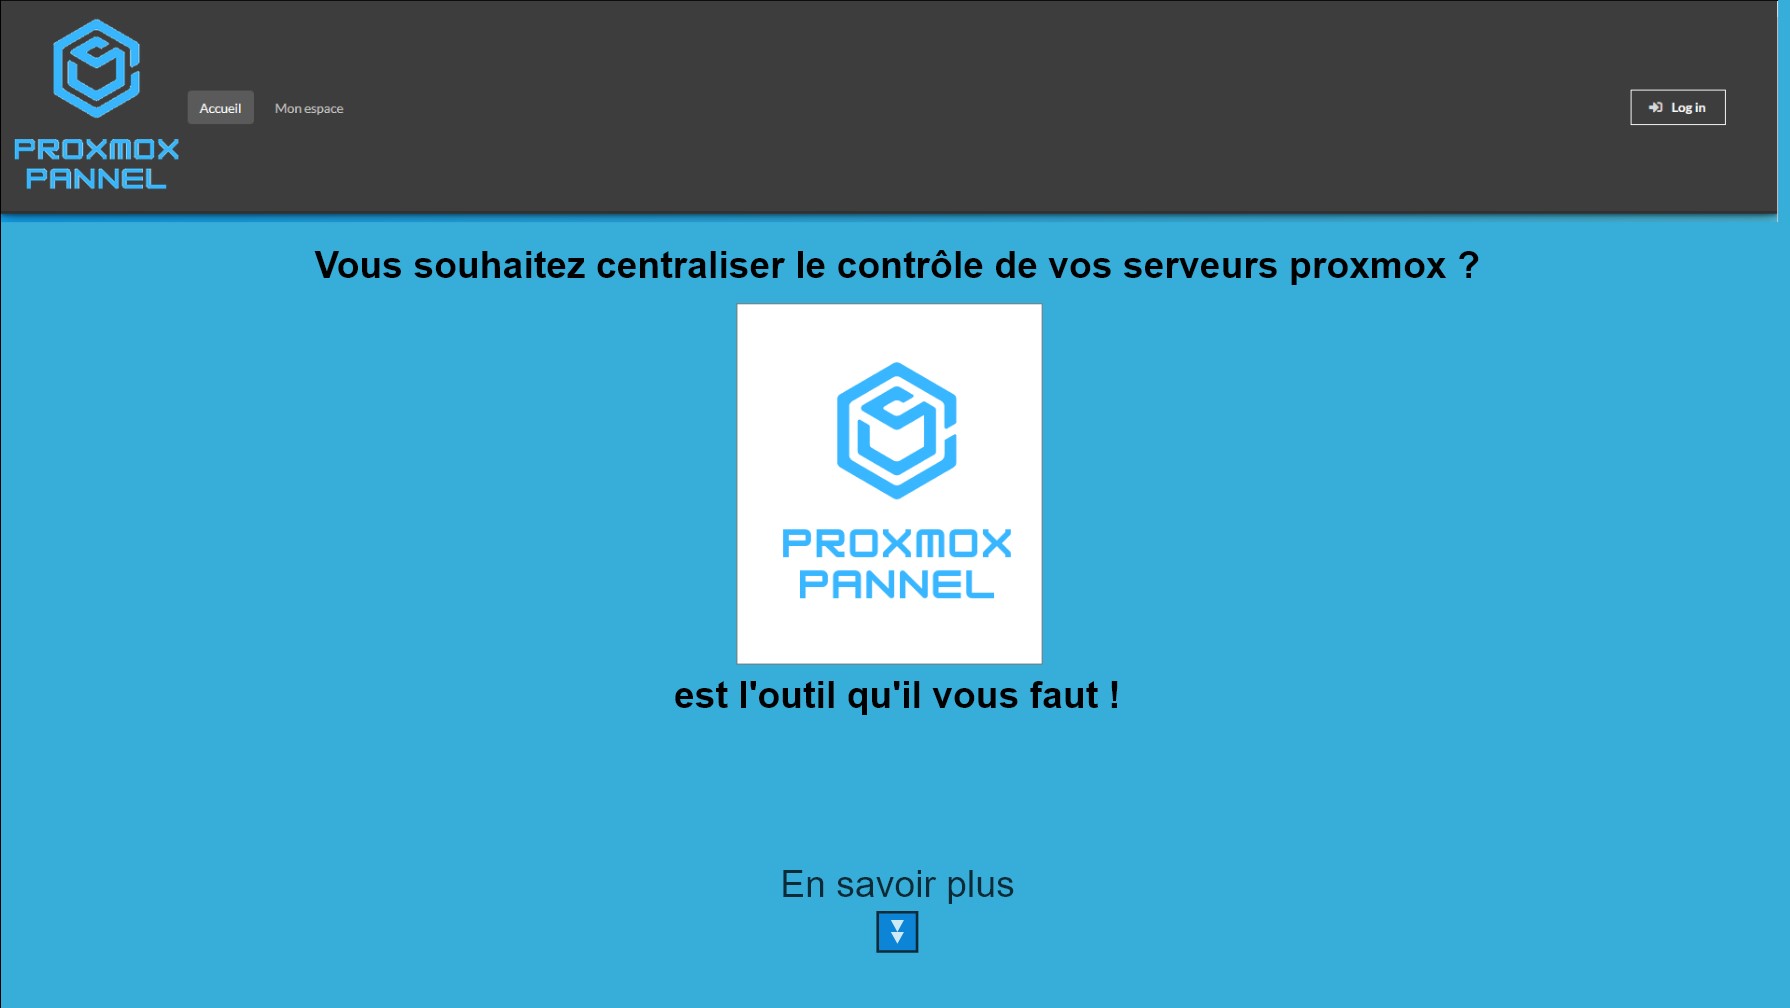 PROXMOX
PANNEL
Accueil
Mon espace
Log in
Vous souhaitez centraliser le contrôle de vos serveurs proxmox ?
PROXMOX
PANNEL
est l'outil qu'il vous faut !
En savoir plus